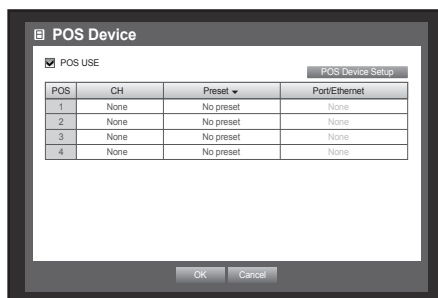 POS Device
POS USE
POS Device Setup
POS CH Preset Port/Ethernet
1 None No preset None
2 None No preset None
3 None No preset None
4 None No preset None
OK Cancel